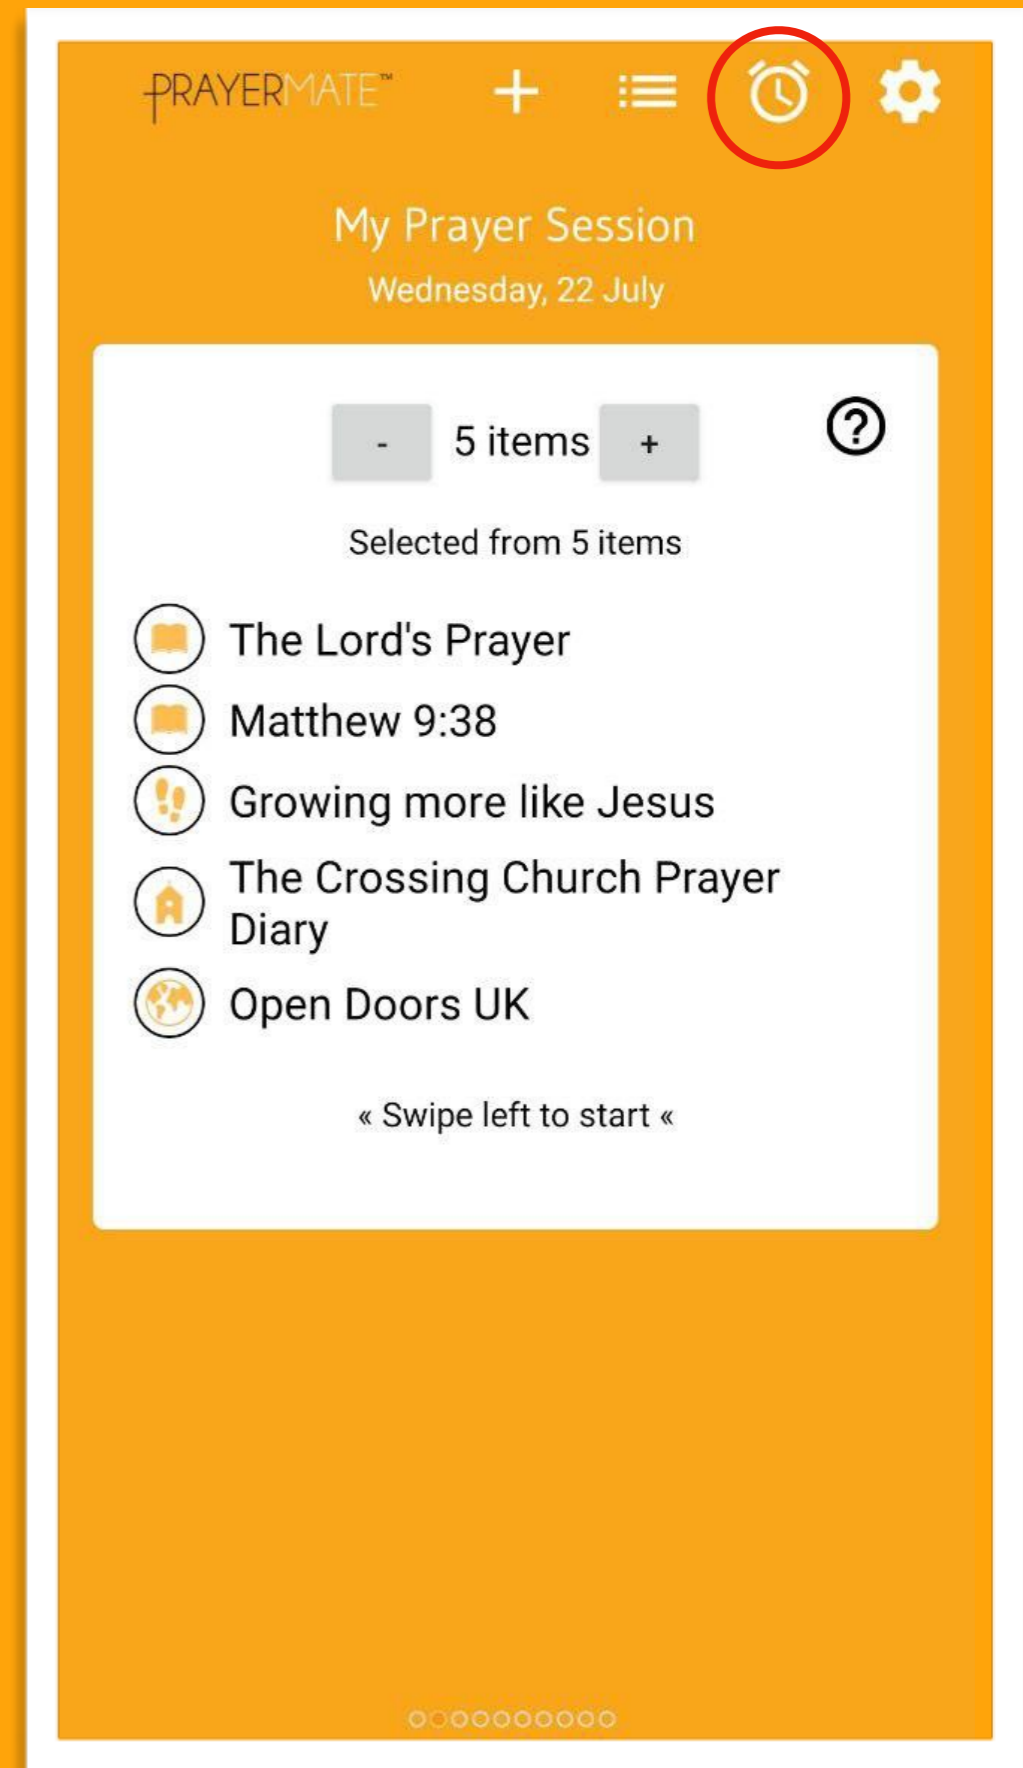 PRAYERMATE™
My Prayer Session
Wednesday, 22 July
- 5 items +
?
Selected from 5 items
The Lord's Prayer
Matthew 9:38
Growing more like Jesus
The Crossing Church Prayer
Diary
Open Doors UK
« Swipe left to start «